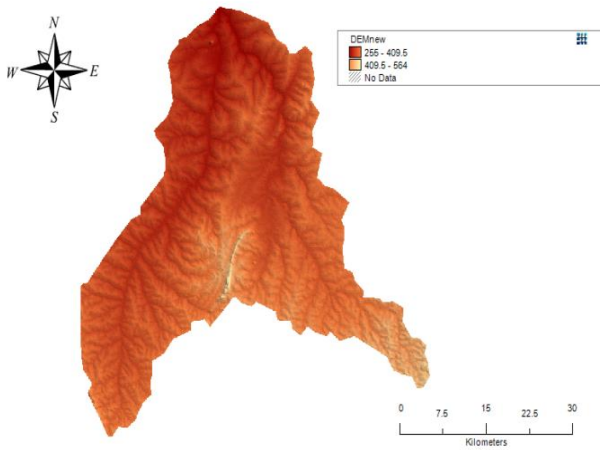 N
W E
S
DEMnew
255 - 409.5
409.5 - 564
No Data
0 7.5 15 22.5 30
Kilometers